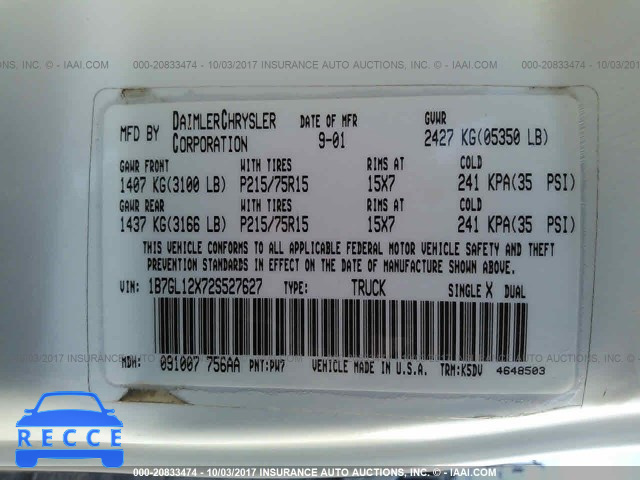 000-20833474 - 10/03/2017 INSURANCE AUTO AUCTIONS, INC. - © IAAI.COM
MFD BY DAIMLERCHRYSLER CORPORATION DATE OF MFR 9-01 GVWR 2427 KG(05350 LB)
GAWR FRONT WITH TIRES RIMS AT COLD
1407 KG(3100 LB) P215/75R15 15X7 241 KPA(35 PSI)
GAWR REAR WITH TIRES RIMS AT COLD
1437 KG(3166 LB) P215/75R15 15X7 241 KPA(35 PSI)
THIS VEHICLE CONFORMS TO ALL APPLICABLE FEDERAL MOTOR VEHICLE SAFETY AND THEFT
PREVENTION STANDARDS IN EFFECT ON THE DATE OF MANUFACTURE SHOWN ABOVE.
VIN: 1B7GL12X72S527627 TYPE: TRUCK SINGLE X DUAL
MDH: 091007 756AA PNT:PW7 VEHICLE MADE IN U.S.A. TRM:K5DV 4648503
RECCE
000-20833474 - 10/03/2017 INSURANCE AUTO AUCTIONS, INC. - © IAAI.COM